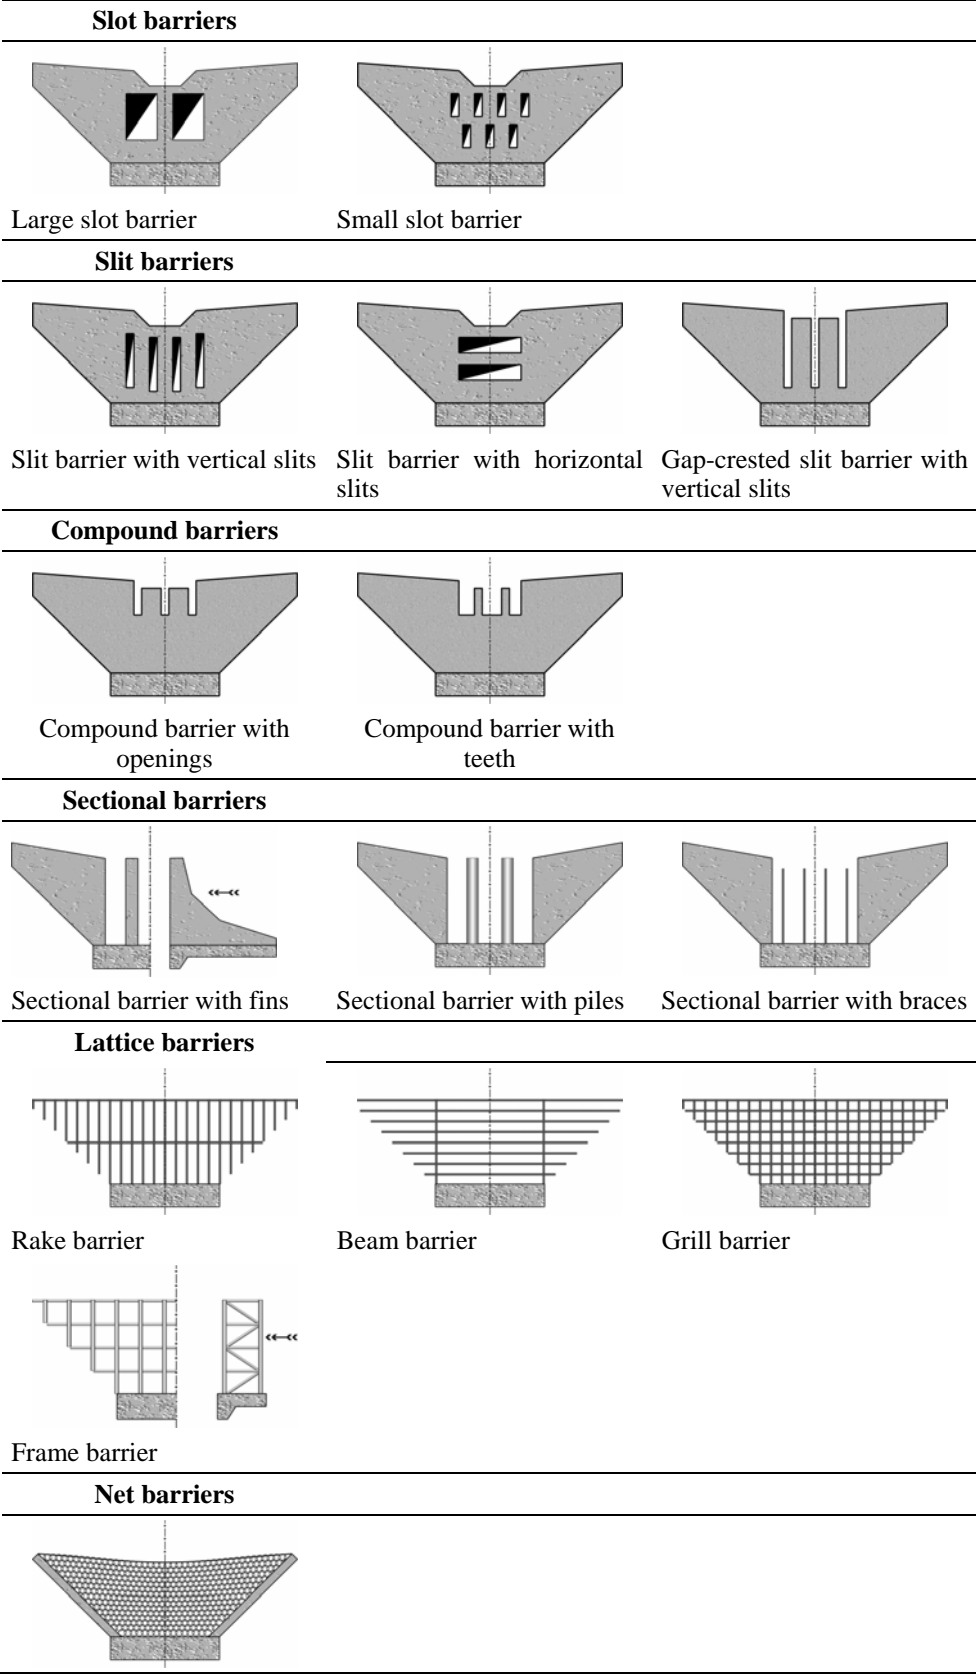 Slot barriers
Large slot barrier
Small slot barrier
Slit barriers
Slit barrier with vertical slits
Slit barrier with horizontal
slits
Gap-crested slit barrier with
vertical slits
Compound barriers
Compound barrier with
openings
Compound barrier with
teeth
Sectional barriers
Sectional barrier with fins
Sectional barrier with piles
Sectional barrier with braces
Lattice barriers
Rake barrier
Beam barrier
Grill barrier
Frame barrier
Net barriers